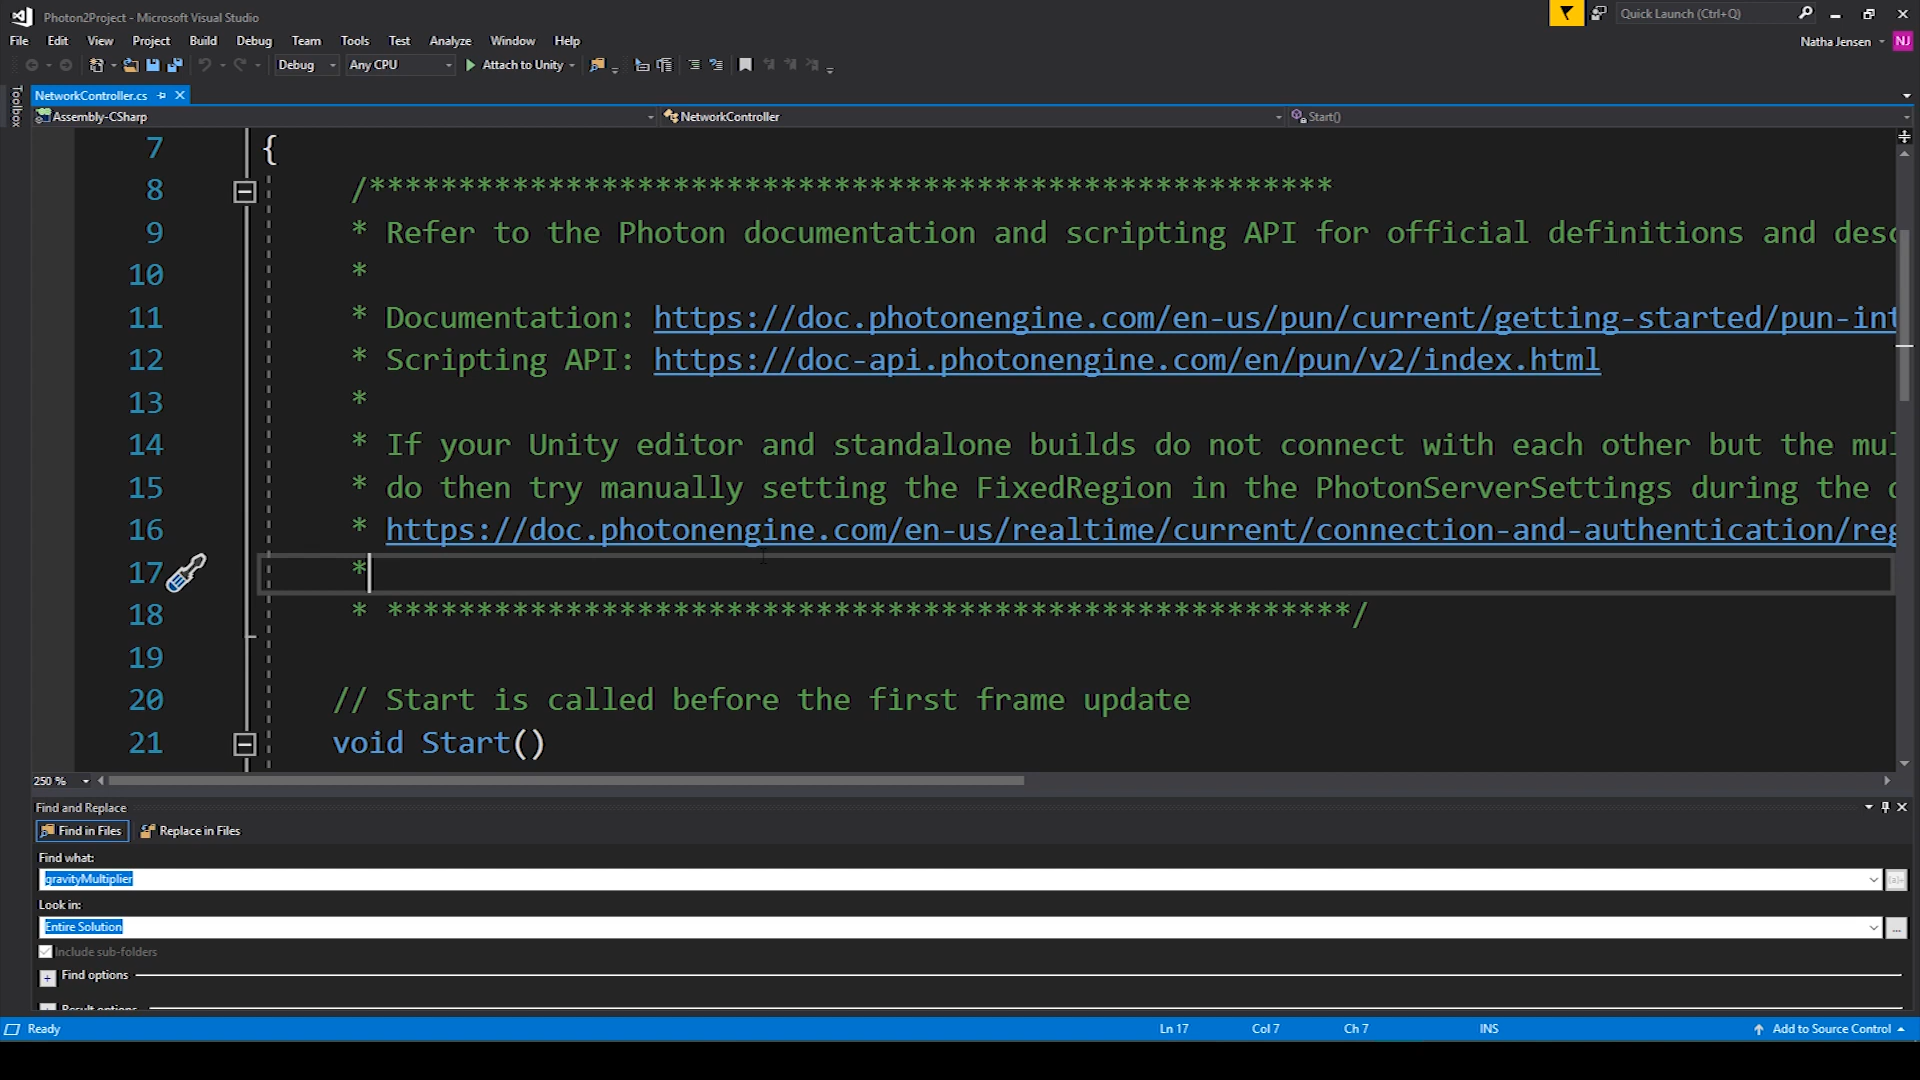 Photon2Project - Microsoft Visual Studio
Quick Launch (Ctrl+Q)
File Edit View Project Build Debug Team Tools Test Analyze Window Help
Natha Jensen NJ
Debug Any CPU Attach to Unity
Toolbox
NetworkController.cs
Assembly-CSharp NetworkController Start()
7 {
8 /******************************************************
9 * Refer to the Photon documentation and scripting API for official definitions and desc
10 *
11 * Documentation: https://doc.photonengine.com/en-us/pun/current/getting-started/pun-int
12 * Scripting API: https://doc-api.photonengine.com/en/pun/v2/index.html
13 *
14 * If your Unity editor and standalone builds do not connect with each other but the mul
15 * do then try manually setting the FixedRegion in the PhotonServerSettings during the
16 * https://doc.photonengine.com/en-us/realtime/current/connection-and-authentication/reg
17 *
18 * ******************************************************/
19
20 // Start is called before the first frame update
21 void Start()
250 %
Find and Replace
Find in Files Replace in Files
Find what:
gravityMultiplier
Look in:
Entire Solution
...
Include sub-folders
Find options
Result options
Ready Ln 17 Col 7 Ch 7 INS Add to Source Control